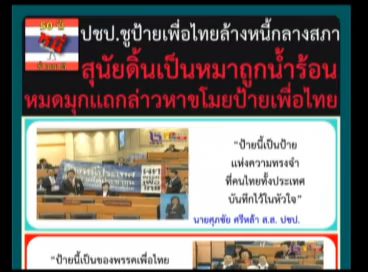 50 ปี
หนี้
ปชป.ชูป้ายเพื่อไทยล้างหนี้กลางสภา
สุนัยดิ้นเป็นหมาถูกน้ำร้อน
หมดมุกแถกล่าวหาขโมยป้ายเพื่อไทย
"ป้ายนี้เป็นป้าย
แห่งความทรงจำ
ที่คนไทยทั้งประเทศ
บันทึกไว้ในหัวใจ"
นายศุภชัย ศรีหล้า ส.ส. ปชป.
"ป้ายนี้เป็นของพรรคเพื่อไทย